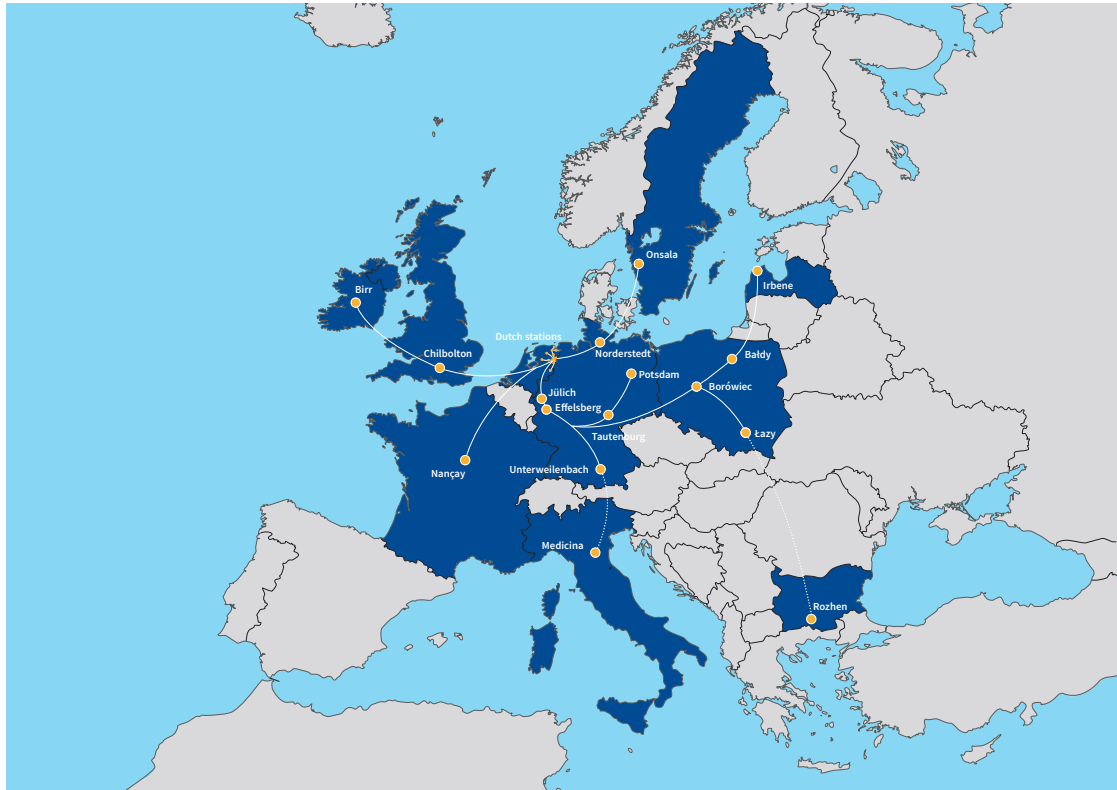 Onsala
Irbene
Birr
Dutch stations
Chilbolton
Norderstedt
Bałdy
Potsdam
Borówiec
Jülich
Effelsberg
Tautenburg
Łazy
Nançay
Unterweilenbach
Medicina
Rozhen